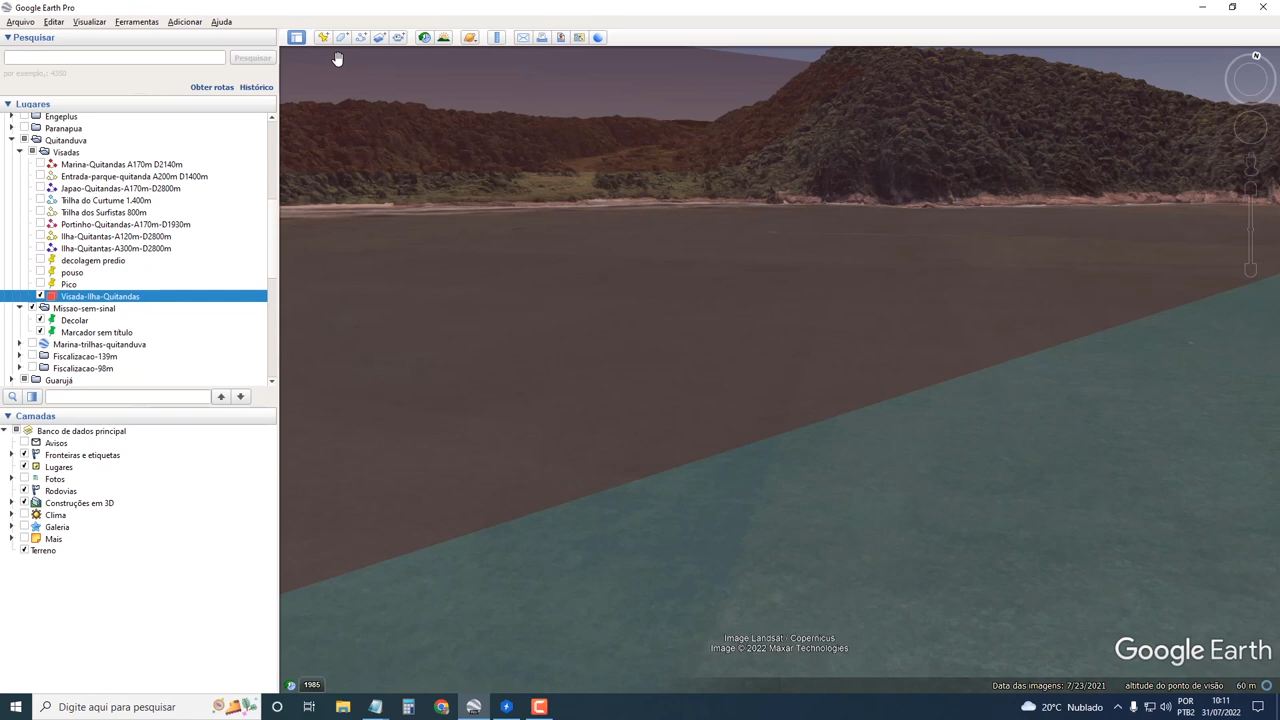 Google Earth Pro
Arquivo Editar Visualizar Ferramentas Adicionar Ajuda
Pesquisar
Pesquisar
por exemplo,: 4350
Obter rotas Histórico
Lugares
Engeplus
Paranapua
Quitanduva
Visadas
Marina-Quitandas A170m D2140m
Entrada-parque-quitanda A200m D1400m
Japao-Quitandas-A170m-D2800m
Trilha do Curtume 1.400m
Trilha dos Surfistas 800m
Portinho-Quitandas-A170m-D1930m
Ilha-Quitantas-A120m-D2800m
Ilha-Quitantas-A300m-D2800m
decolagem predio
pouso
Pico
Visada-Ilha-Quitandas
Missao-sem-sinal
Decolar
Marcador sem título
Marina-trilhas-quitanduva
Fiscalizacao-139m
Fiscalizacao-98m
Guarujá
Camadas
Banco de dados principal
Avisos
Fronteiras e etiquetas
Lugares
Fotos
Rodovias
Construções em 3D
Clima
Galeria
Mais
Terreno
N
Image Landsat / Copernicus
Image © 2022 Maxar Technologies
Google Earth
1985
Data das imagens: 7/23/2021 altitude do ponto de visão 60 m
Digite aqui para pesquisar
20°C Nublado
POR
PTB2
10:11
31/07/2022